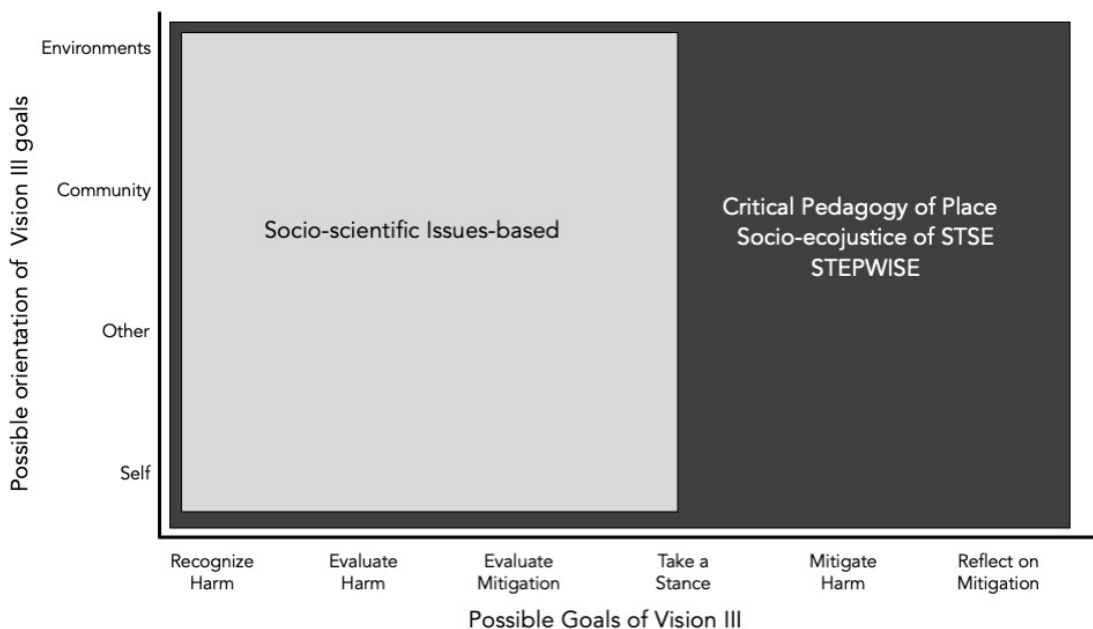 Possible orientation of Vision III goals
Environments
Community
Other
Self
Socio-scientific Issues-based
Critical Pedagogy of Place
Socio-ecojustice of STSE
STEPWISE
Recognize
Harm
Evaluate
Harm
Evaluate
Mitigation
Take a
Stance
Mitigate
Harm
Reflect on
Mitigation
Possible Goals of Vision III